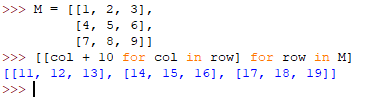 >>> M = [[1, 2, 3],
[4, 5, 6],
[7, 8, 9]]
>>> [[col + 10 for col in row] for row in M]
[[11, 12, 13], [14, 15, 16], [17, 18, 19]]
>>>